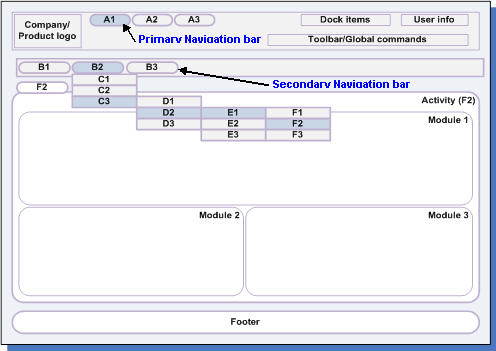 Company/
Product logo
A1 A2 A3
Dock items
User info
Primary Navigation bar
Toolbar/Global commands
B1 B2 B3
Secondary Navigation bar
F2
C1
C2
C3
D1
D2
D3
E1
E2
E3
F1
F2
F3
Activity (F2)
Module 1
Module 2
Module 3
Footer